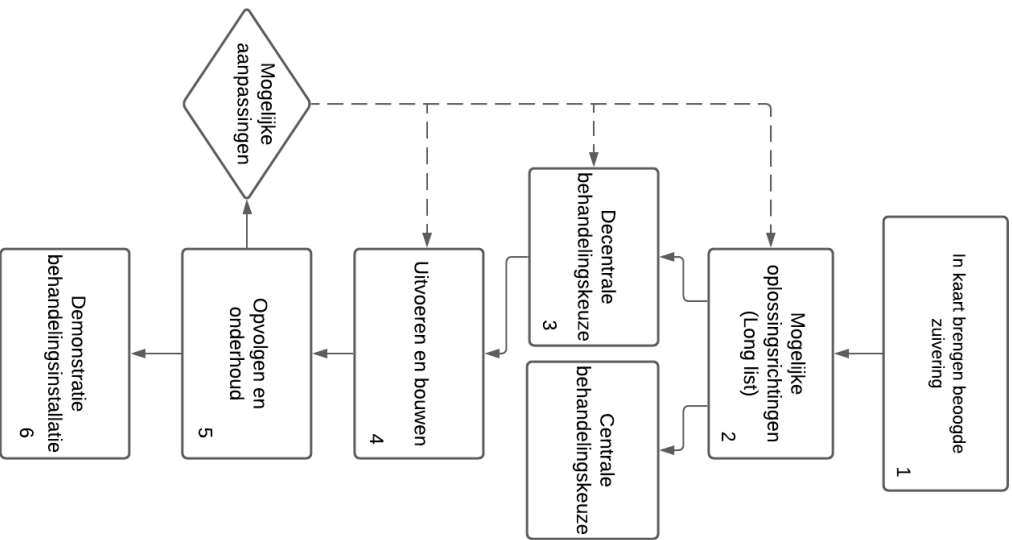 In kaart brengen beoogde
zuivering
1
Mogelijke
oplossingsrichtingen
(Long list)
2
Decentrale
behandelingskeuze
3
Centrale
behandelingskeuze
Uitvoeren en bouwen
4
Opvolgen en
onderhoud
5
Mogelijke
aanpassingen
Demonstratie
behandelingsinstallatie
6